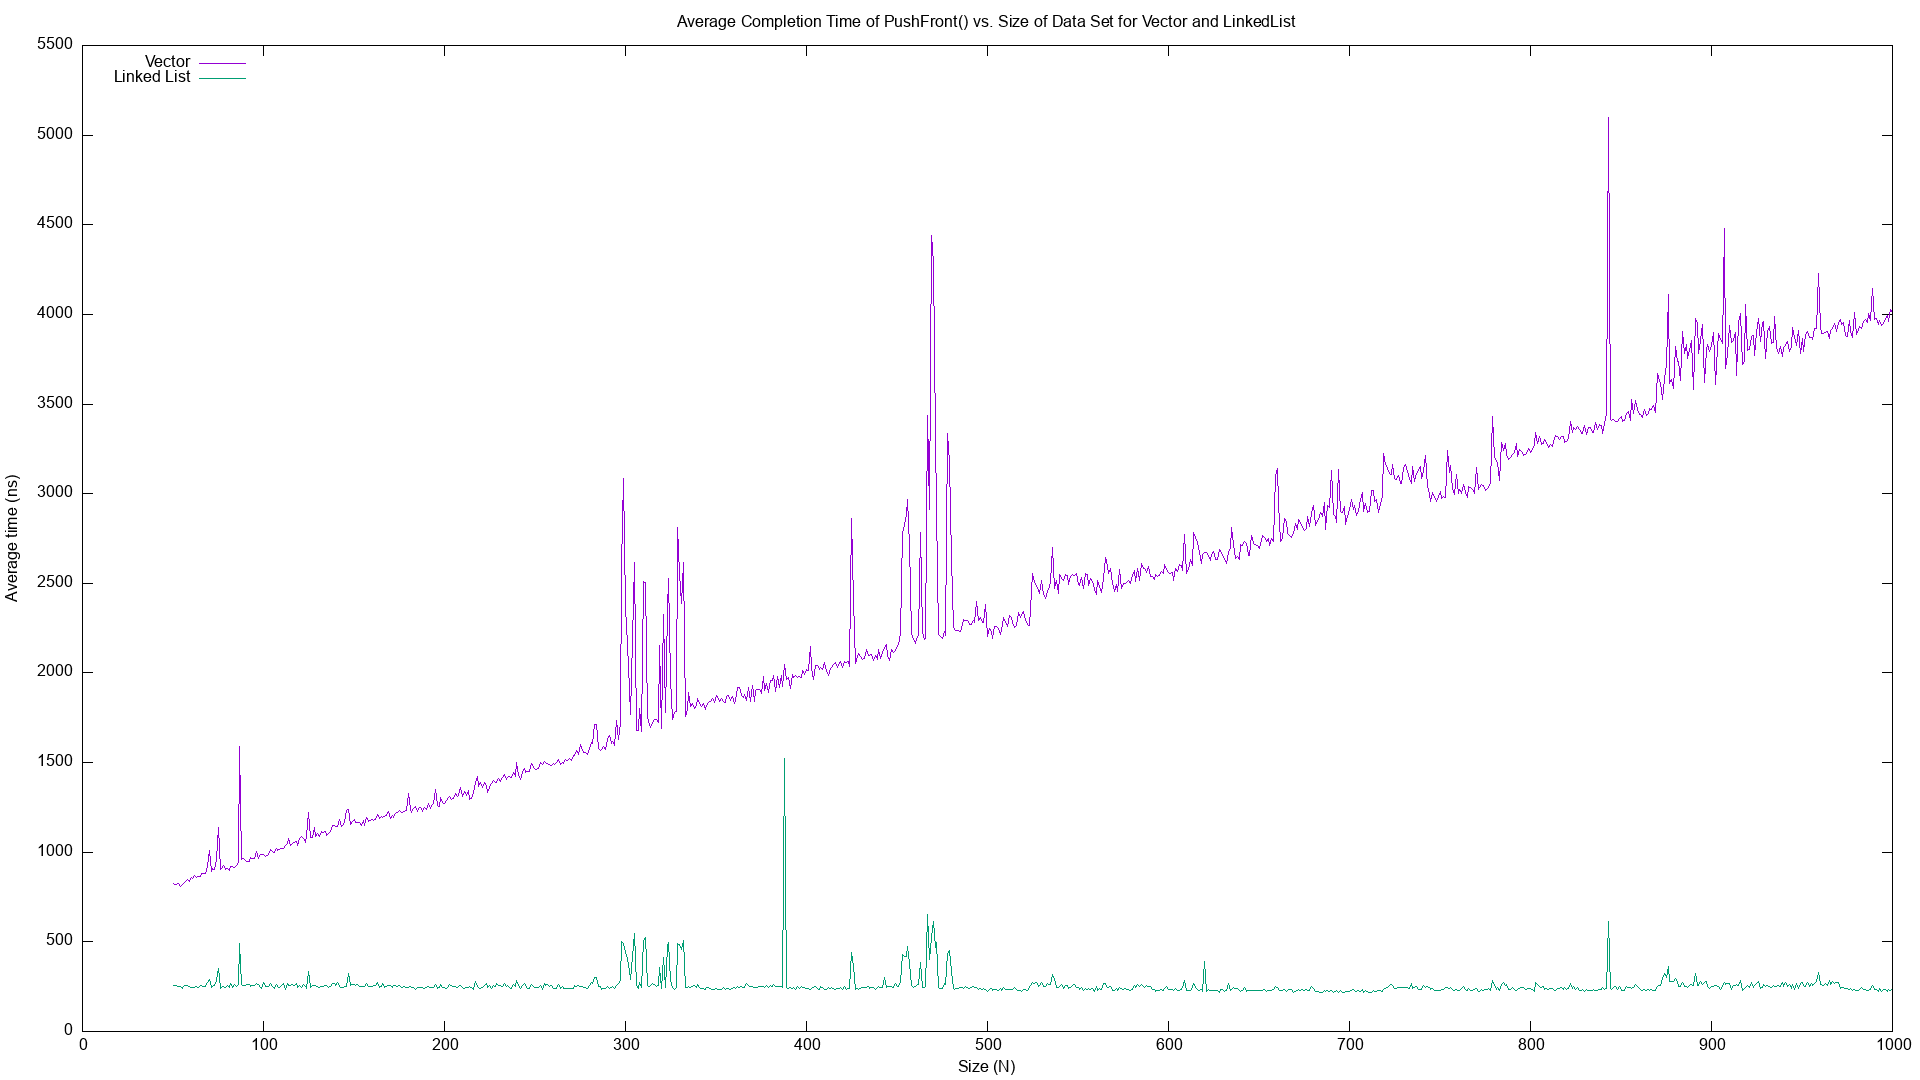 Average Completion Time of PushFront() vs. Size of Data Set for Vector and LinkedList
5500
5000
4500
4000
3500
3000
2500
2000
1500
1000
500
0
Vector
Linked List
Average time (ns)
0 100 200 300 400 500 600 700 800 900 1000
Size (N)